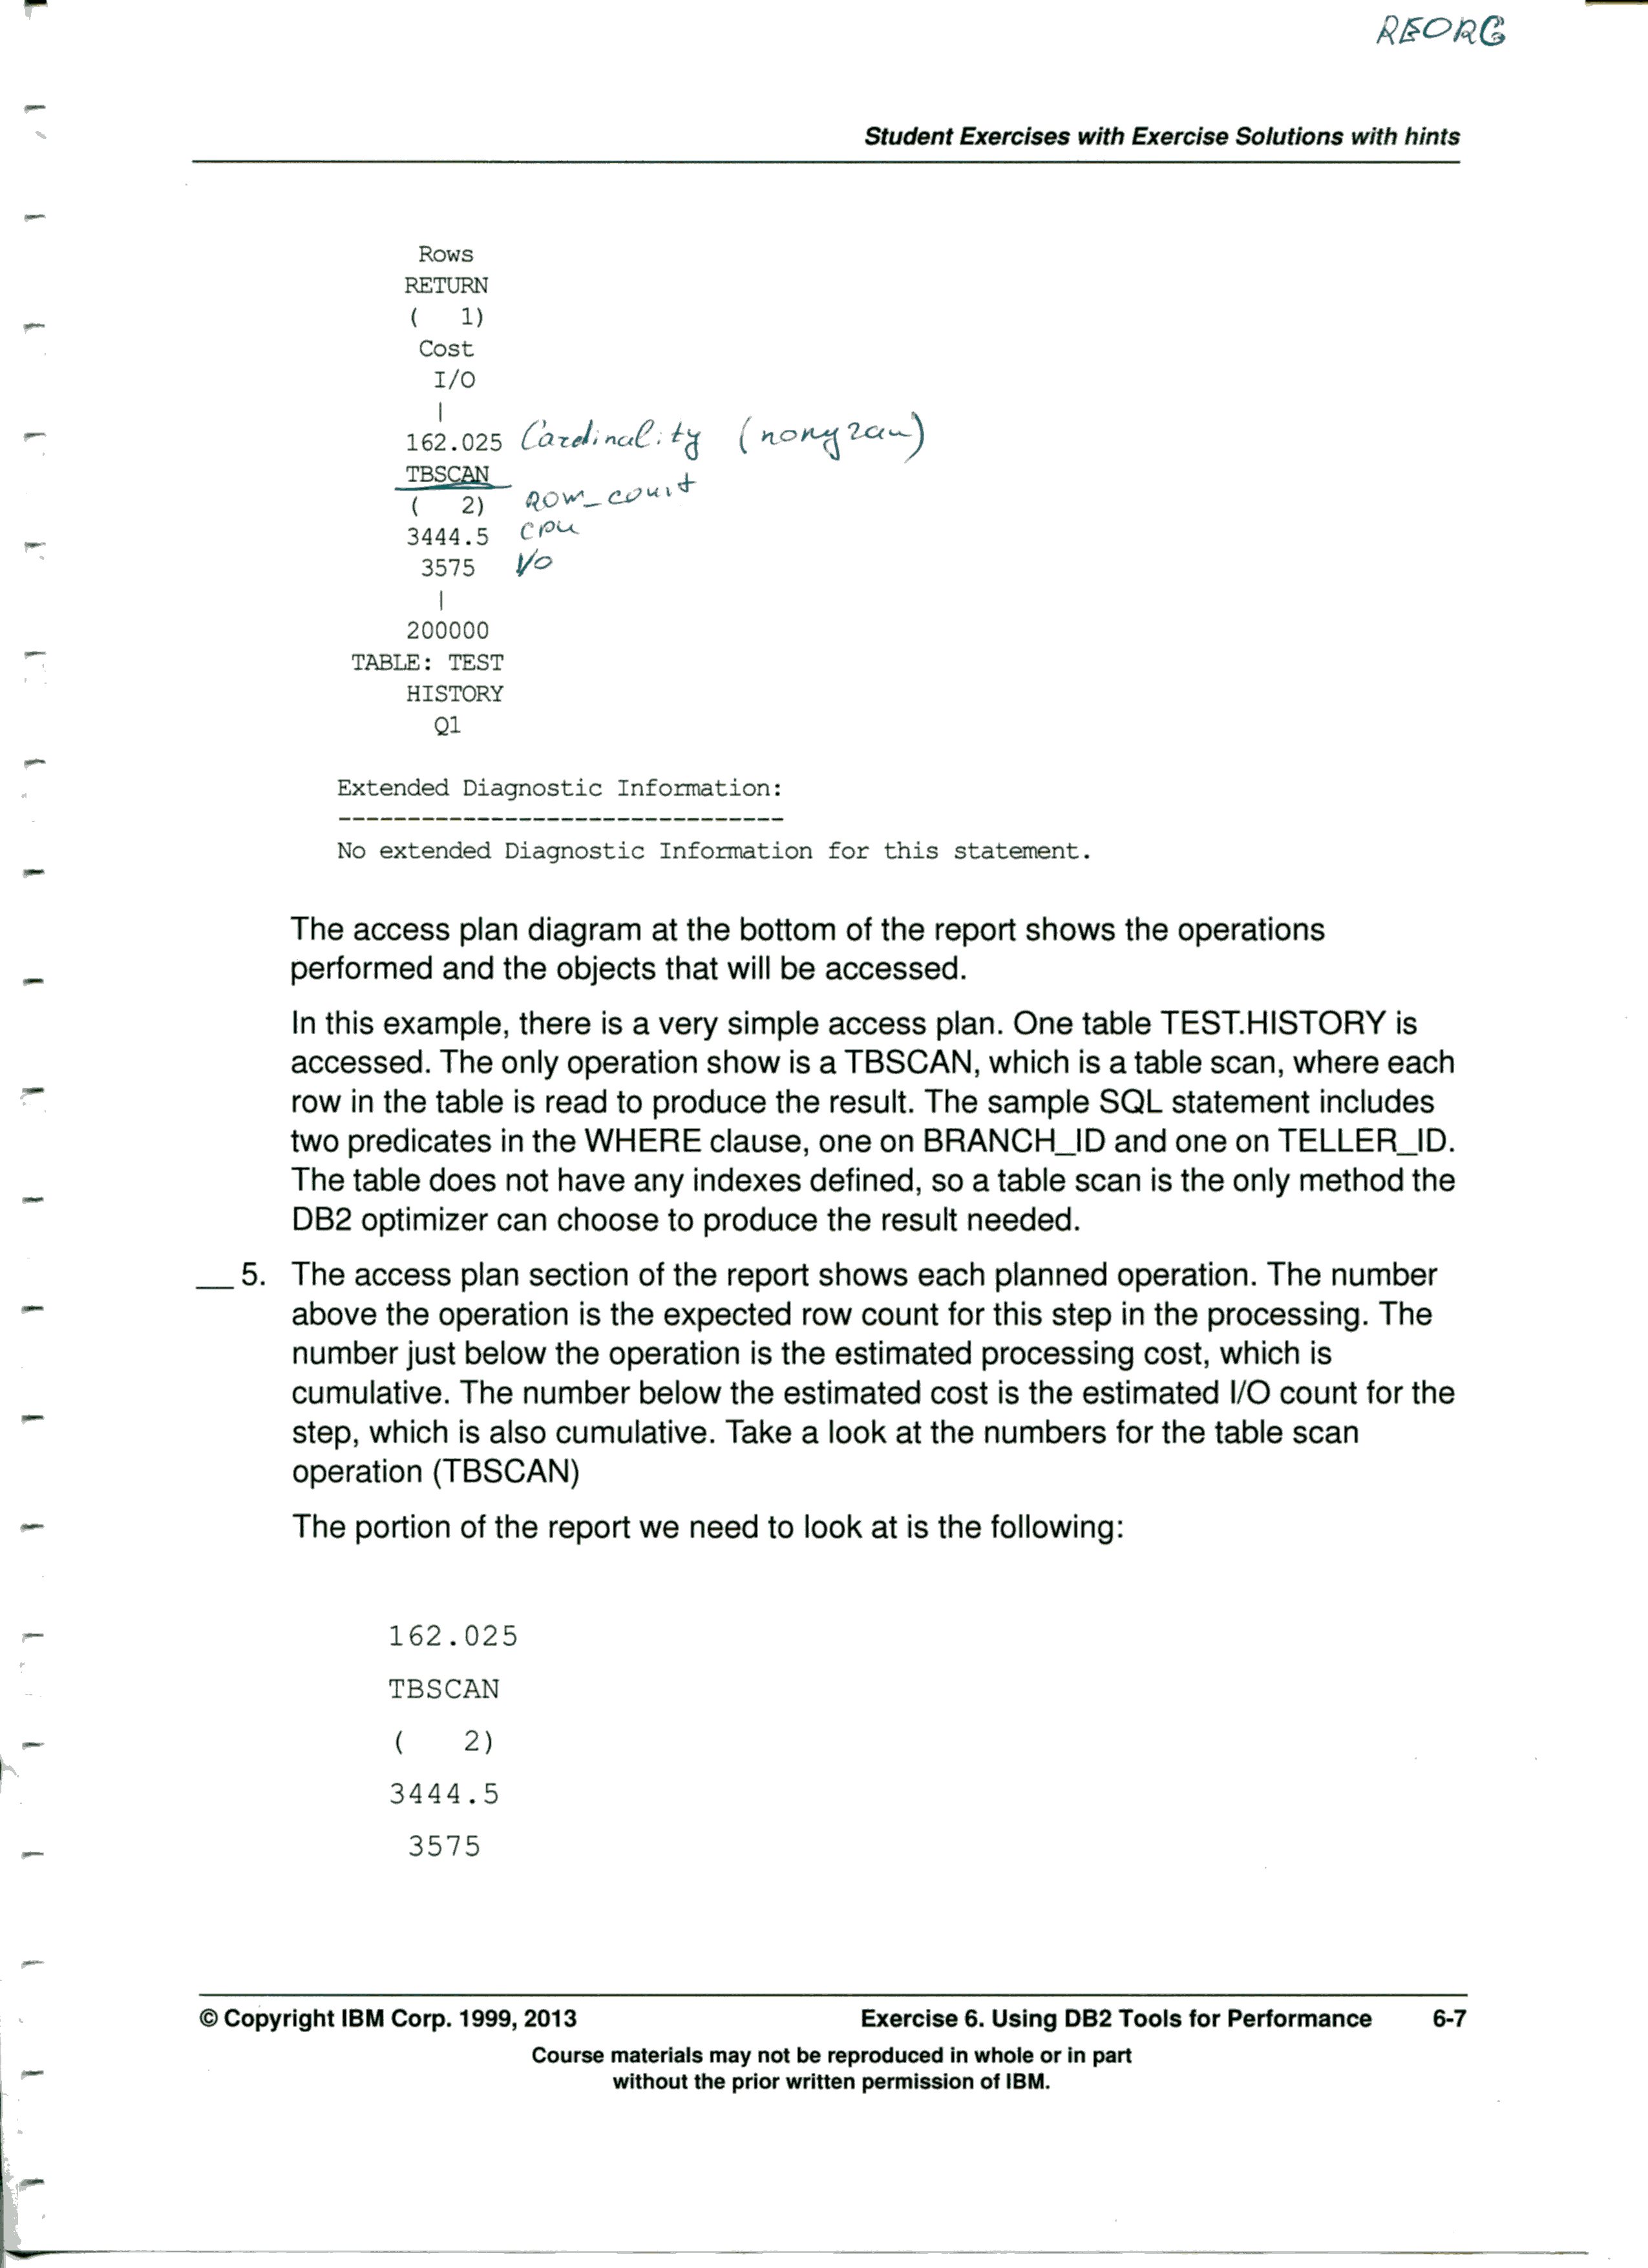 REORG
Student Exercises with Exercise Solutions with hints
Rows
RETURN
(   1)
Cost
I/O
|
162.025 Cardinality
TBSCAN
(   2) ROW_count
3444.5 CPU
3575 I/O
|
200000
TABLE: TEST
HISTORY
Q1
Extended Diagnostic Information:
--------------------------------
No extended Diagnostic Information for this statement.
The access plan diagram at the bottom of the report shows the operations
performed and the objects that will be accessed.
In this example, there is a very simple access plan. One table TEST.HISTORY is
accessed. The only operation show is a TBSCAN, which is a table scan, where each
row in the table is read to produce the result. The sample SQL statement includes
two predicates in the WHERE clause, one on BRANCH_ID and one on TELLER_ID.
The table does not have any indexes defined, so a table scan is the only method the
DB2 optimizer can choose to produce the result needed.
__ 5. The access plan section of the report shows each planned operation. The number
above the operation is the expected row count for this step in the processing. The
number just below the operation is the estimated processing cost, which is
cumulative. The number below the estimated cost is the estimated I/O count for the
step, which is also cumulative. Take a look at the numbers for the table scan
operation (TBSCAN)
The portion of the report we need to look at is the following:
162.025
TBSCAN
(   2)
3444.5
3575
© Copyright IBM Corp. 1999, 2013 Exercise 6. Using DB2 Tools for Performance 6-7
Course materials may not be reproduced in whole or in part
without the prior written permission of IBM.